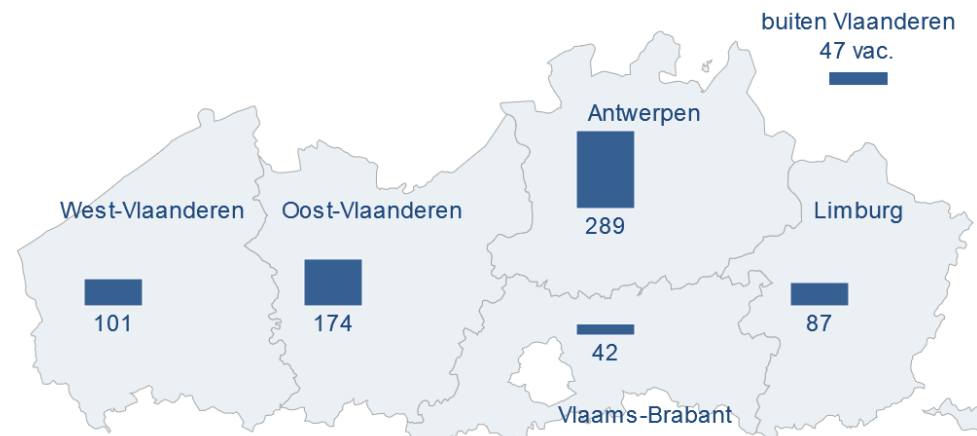 buiten Vlaanderen
47 vac.
Antwerpen
289
West-Vlaanderen
101
Oost-Vlaanderen
174
Limburg
87
42
Vlaams-Brabant